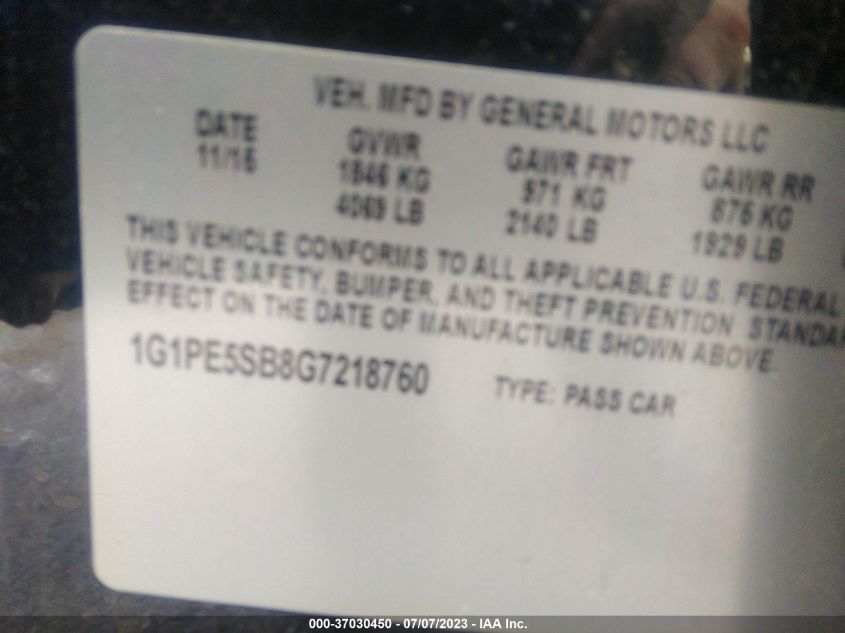 VEH. MFD BY GENERAL MOTORS LLC
DATE GVWR GAWR FRT GAWR RR
11/15 1846 KG 971 KG 875 KG
4069 LB 2140 LB 1929 LB
THIS VEHICLE CONFORMS TO ALL APPLICABLE U.S. FEDERAL
VEHICLE SAFETY, BUMPER, AND THEFT PREVENTION STANDAR
EFFECT ON THE DATE OF MANUFACTURE SHOWN ABOVE.
1G1PE5SB8G7218760 TYPE: PASS CAR
000-37030450 - 07/07/2023 - IAA Inc.